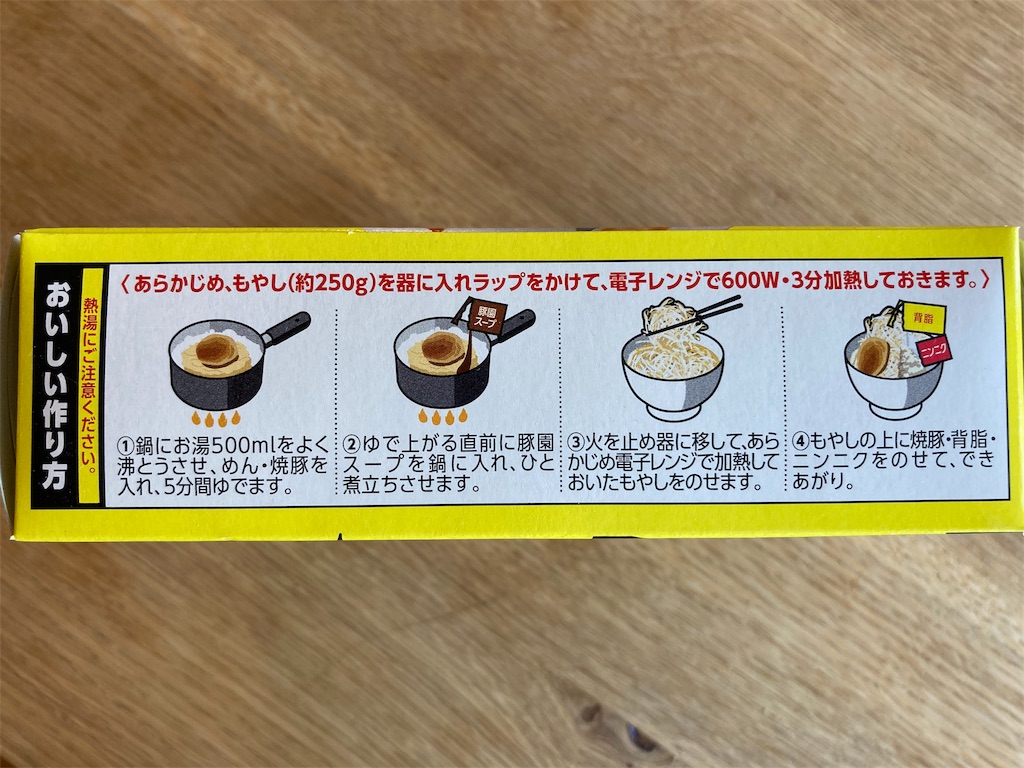 おいしい作り方
熱湯にご注意ください。
〈あらかじめ、もやし(約250g)を器に入れラップをかけて、電子レンジで600W・3分加熱しておきます。〉
①鍋にお湯500mlをよく
沸とうさせ、めん・焼豚を
入れ、5分間ゆでます。
豚園
スープ
②ゆで上がる直前に豚園
スープを鍋に入れ、ひと
煮立ちさせます。
③火を止め器に移して、あら
かじめ電子レンジで加熱して
おいたもやしをのせます。
背脂
ニンニク
④もやしの上に焼豚・背脂・
ニンニクをのせて、でき
あがり。